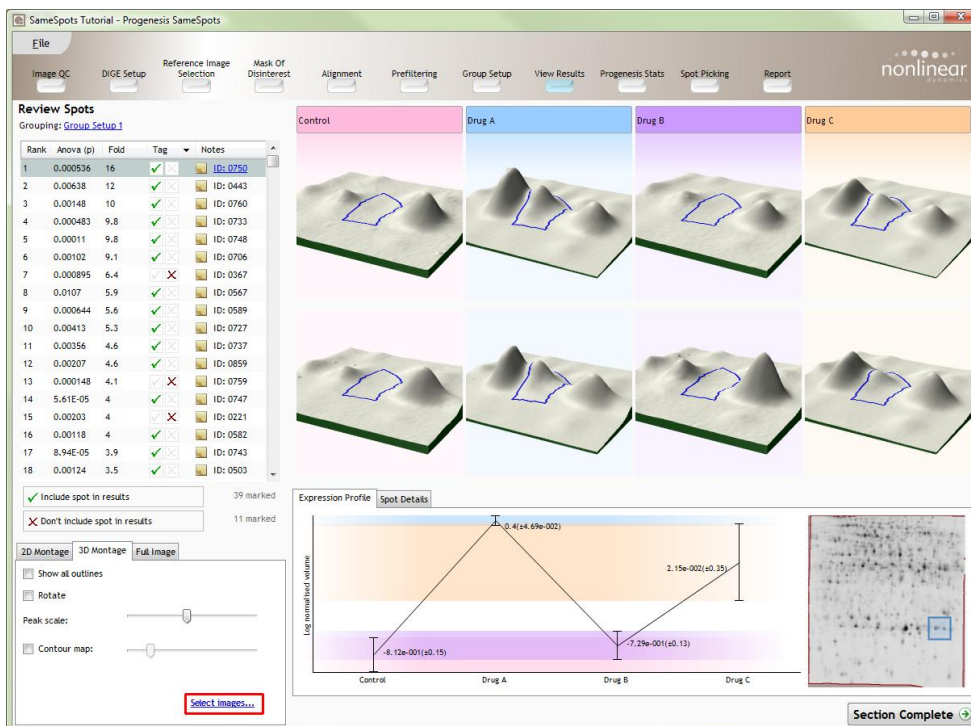 SameSpots Tutorial - Progenesis SameSpots
File
Image QC
DIGE Setup
Reference Image
Selection
Mask Of
Disinterest
Alignment
Prefiltering
Group Setup
View Results
Progenesis Stats
Spot Picking
Report
nonlinear
dynamics
Review Spots
Grouping: Group Setup 1
Rank Anova (p) Fold Tag Notes
1 0.000536 16 ID: 0750
2 0.00638 12 ID: 0443
3 0.00148 10 ID: 0760
4 0.000483 9.8 ID: 0733
5 0.00011 9.8 ID: 0748
6 0.00102 9.1 ID: 0706
7 0.000895 6.4 ID: 0367
8 0.0107 5.9 ID: 0567
9 0.000644 5.6 ID: 0589
10 0.00413 5.3 ID: 0727
11 0.00356 4.6 ID: 0737
12 0.00207 4.6 ID: 0859
13 0.000148 4.1 ID: 0759
14 5.61E-05 4 ID: 0747
15 0.00203 4 ID: 0221
16 0.00118 4 ID: 0582
17 8.94E-05 3.9 ID: 0743
18 0.00124 3.5 ID: 0503
Include spot in results 39 marked
Don't include spot in results 11 marked
2D Montage 3D Montage Full Image
Show all outlines
Rotate
Peak scale:
Contour map:
Select images...
Control
Drug A
Drug B
Drug C
Expression Profile Spot Details
Log normalised volume
0.4(±4.69e-002)
2.15e-002(±0.35)
-8.12e-001(±0.15)
-7.29e-001(±0.13)
Control Drug A Drug B Drug C
Section Complete